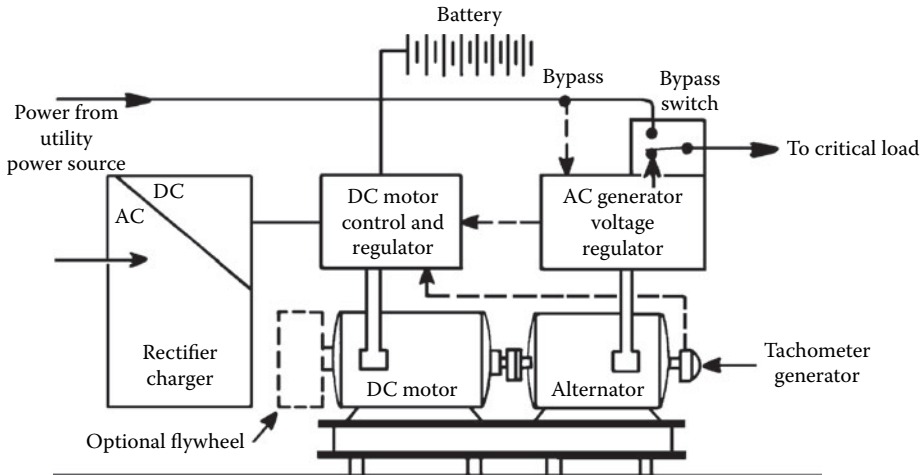 Battery
Bypass
Bypass
switch
Power from
utility
power source
To critical load
DC
AC
DC motor
control and
regulator
AC generator
voltage
regulator
Rectifier
charger
DC motor
Alternator
Tachometer
generator
Optional flywheel